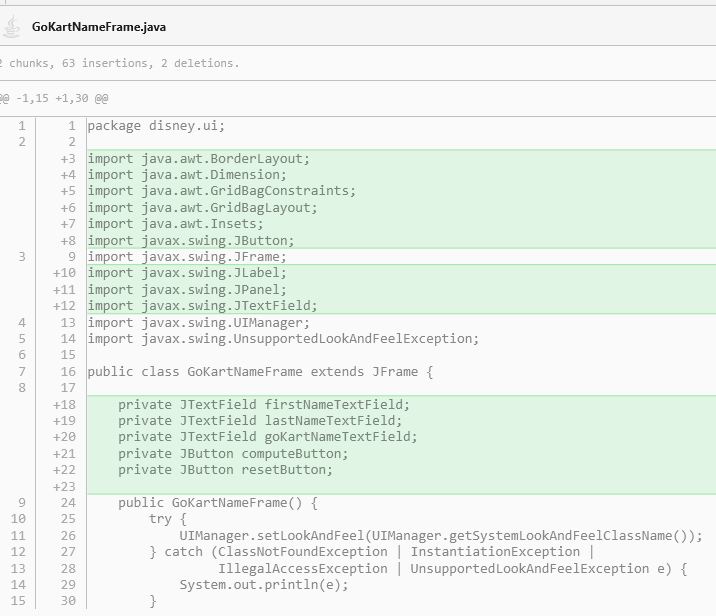 GoKartNameFrame.java
2 chunks, 63 insertions, 2 deletions.
@@ -1,15 +1,30 @@
1 1 package disney.ui;
2 2
+3 import java.awt.BorderLayout;
+4 import java.awt.Dimension;
+5 import java.awt.GridBagConstraints;
+6 import java.awt.GridBagLayout;
+7 import java.awt.Insets;
+8 import javax.swing.JButton;
3 9 import javax.swing.JFrame;
+10 import javax.swing.JLabel;
+11 import javax.swing.JPanel;
+12 import javax.swing.JTextField;
4 13 import javax.swing.UIManager;
5 14 import javax.swing.UnsupportedLookAndFeelException;
6 15
7 16 public class GoKartNameFrame extends JFrame {
8 17
+18 private JTextField firstNameTextField;
+19 private JTextField lastNameTextField;
+20 private JTextField goKartNameTextField;
+21 private JButton computeButton;
+22 private JButton resetButton;
+23
9 24 public GoKartNameFrame() {
10 25 try {
11 26 UIManager.setLookAndFeel(UIManager.getSystemLookAndFeelClassName());
12 27 } catch (ClassNotFoundException | InstantiationException |
13 28 IllegalAccessException | UnsupportedLookAndFeelException e) {
14 29 System.out.println(e);
15 30 }